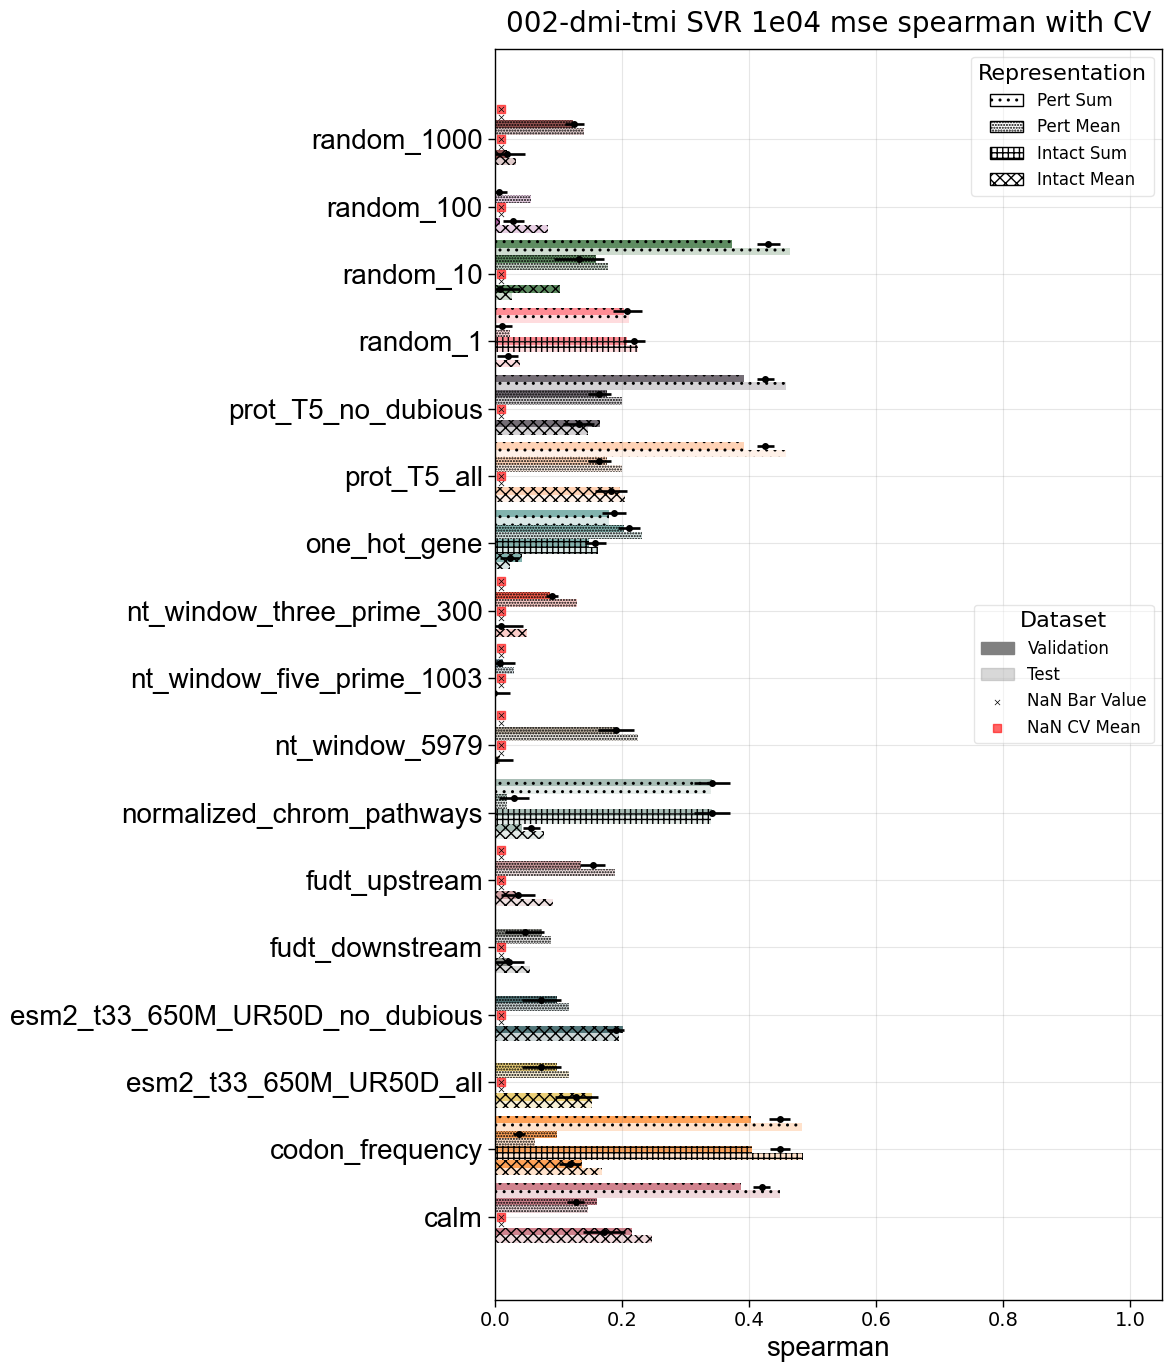 002-dmi-tmi SVR 1e04 mse spearman with CV
Representation
Pert Sum
Pert Mean
Intact Sum
Intact Mean
random_1000
random_100
random_10
random_1
prot_T5_no_dubious
prot_T5_all
one_hot_gene
nt_window_three_prime_300
nt_window_five_prime_1003
nt_window_5979
normalized_chrom_pathways
fudt_upstream
fudt_downstream
esm2_t33_650M_UR50D_no_dubious
esm2_t33_650M_UR50D_all
codon_frequency
calm
Dataset
Validation
Test
NaN Bar Value
NaN CV Mean
0.0 0.2 0.4 0.6 0.8 1.0
spearman